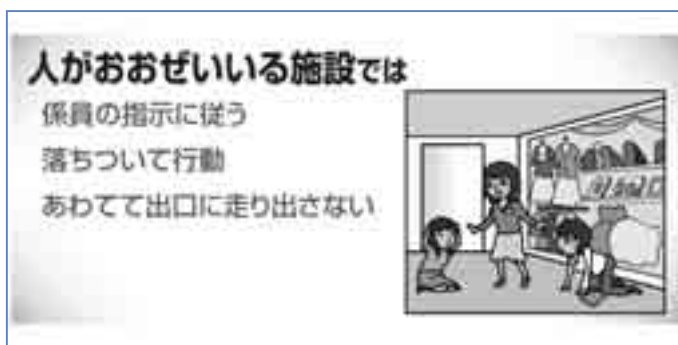 人がおおぜいいる施設では
係員の指示に従う
落ちついて行動
あわてて出口に走り出さない